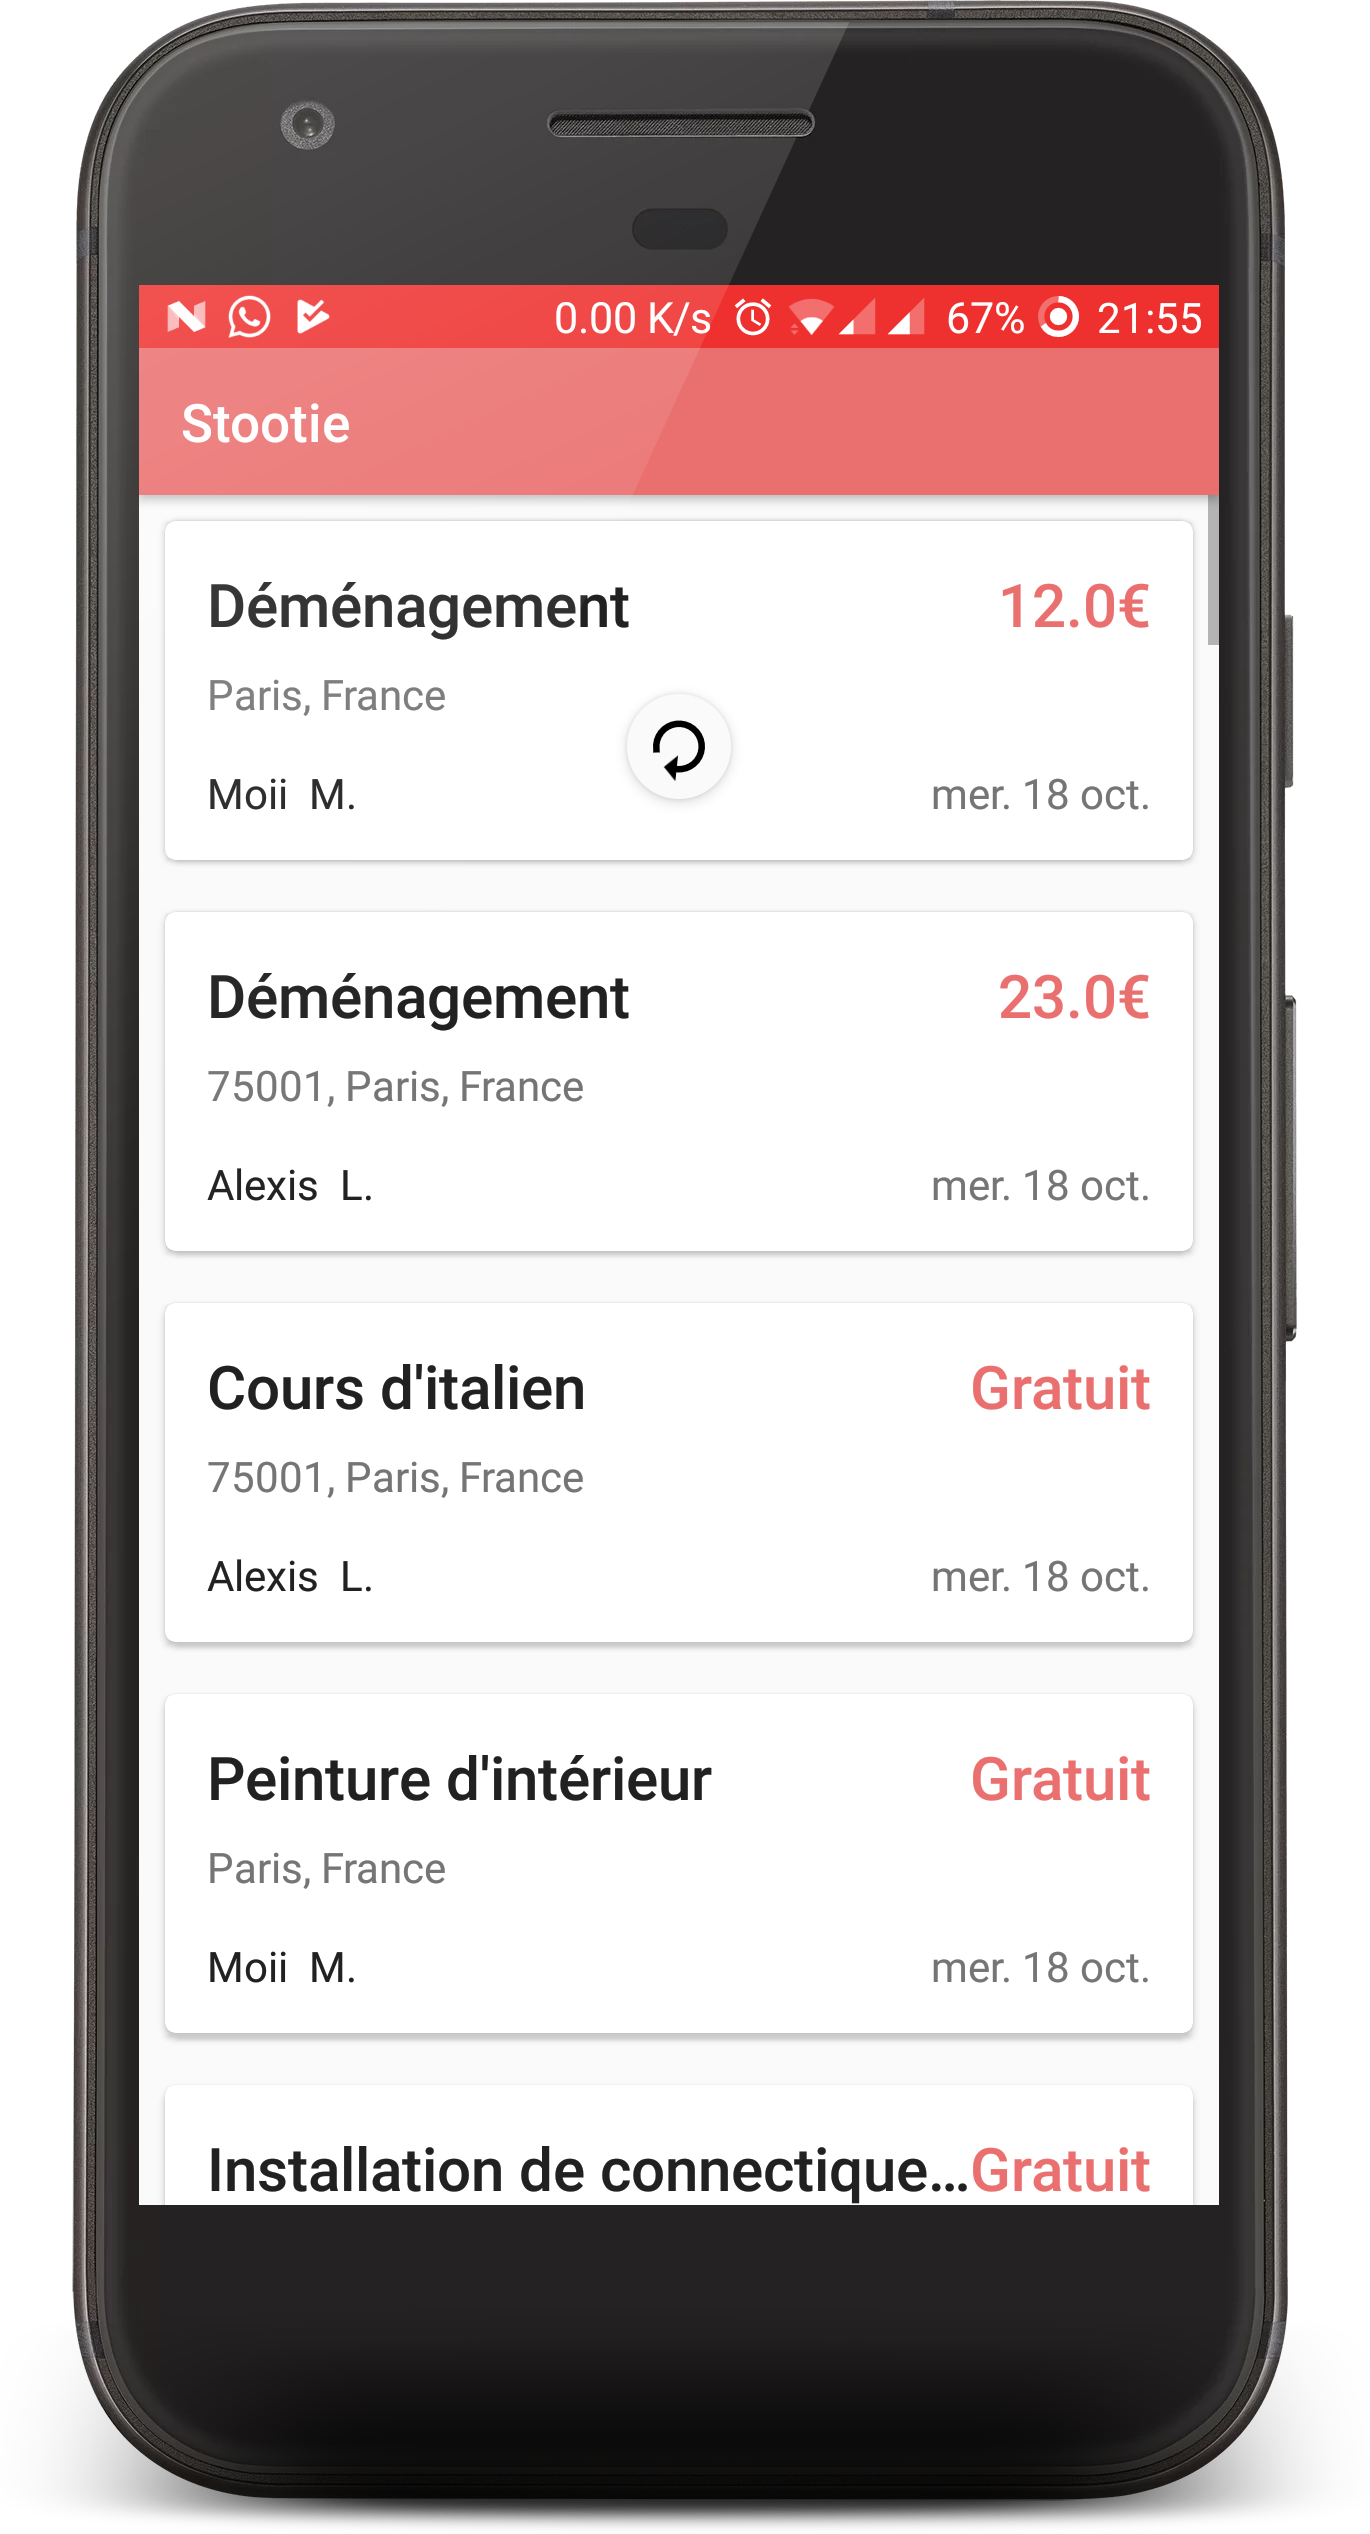 0.00 K/s 67% 21:55
Stootie
Déménagement 12.0€
Paris, France
Moii M. mer. 18 oct.
Déménagement 23.0€
75001, Paris, France
Alexis L. mer. 18 oct.
Cours d'italien Gratuit
75001, Paris, France
Alexis L. mer. 18 oct.
Peinture d'intérieur Gratuit
Paris, France
Moii M. mer. 18 oct.
Installation de connectique... Gratuit